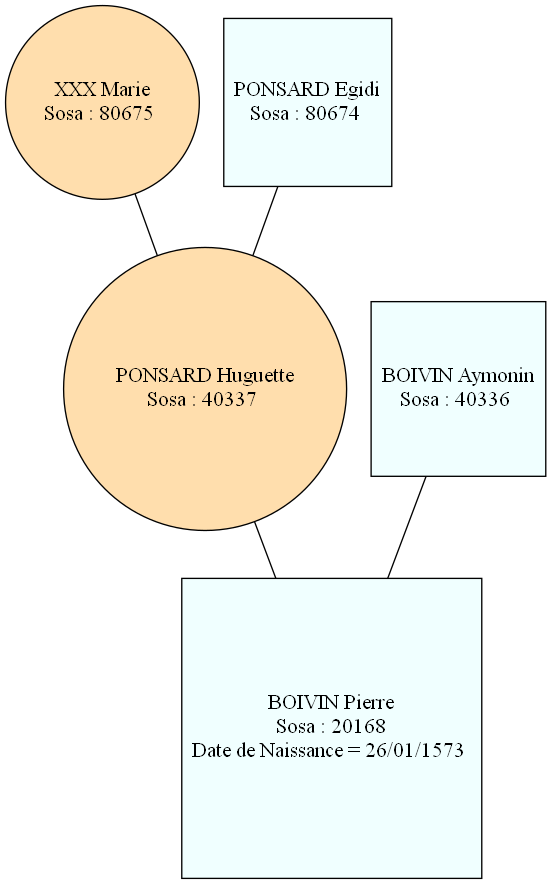 XXX Marie
Sosa : 80675
PONSARD Egidi
Sosa : 80674
PONSARD Huguette
Sosa : 40337
BOIVIN Aymonin
Sosa : 40336
BOIVIN Pierre
Sosa : 20168
Date de Naissance = 26/01/1573